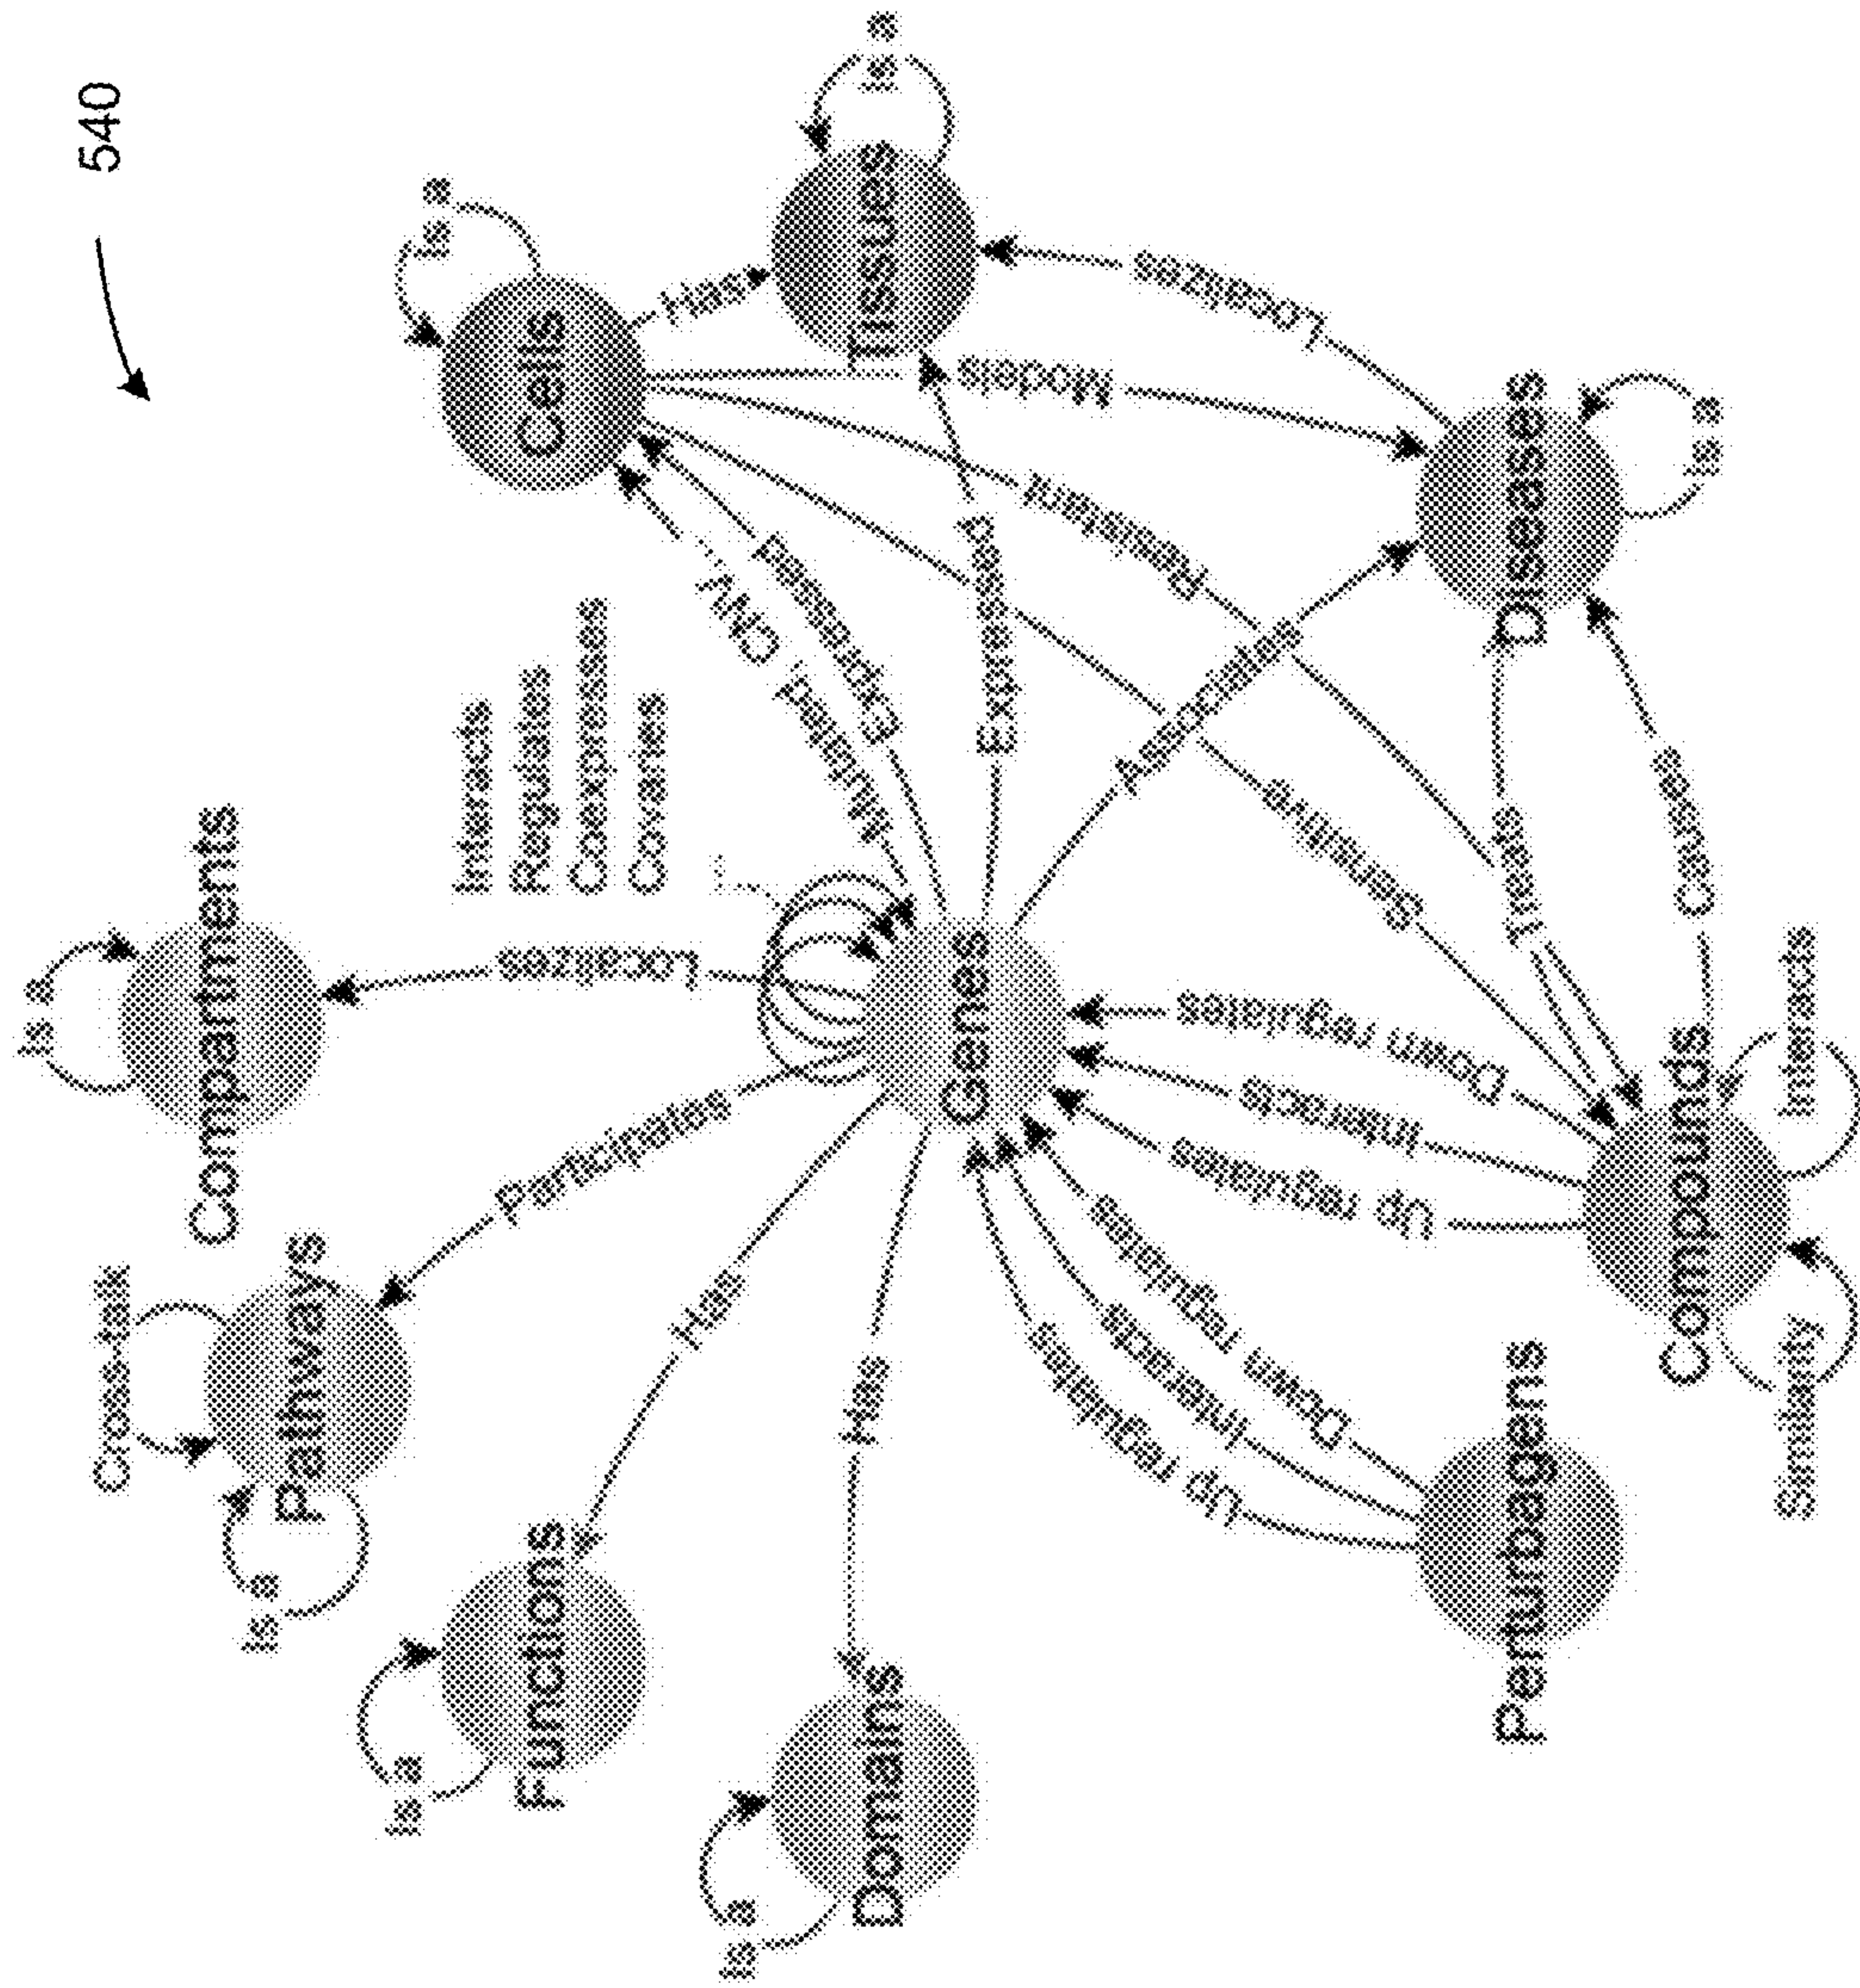 540
Is a
Compartments
Cross-talk
Pathways
Is a
Is a
Functions
Is a
Domains
Is a
Cells
Is a
Tissues
Has
Interacts
Regulates
Coexpresses
Covaries
Localizes
Participates
Has
Has
Mutated, CNV,
Expressed
Expressed
Genes
Associates
Models
Localizes
Resistant
Sensitive
Diseases
Is a
Treats
Causes
Down regulates
Interacts
Up regulates
Down regulates
Interacts
Up regulates
Perturbagens
Compounds
Similarity
Interacts